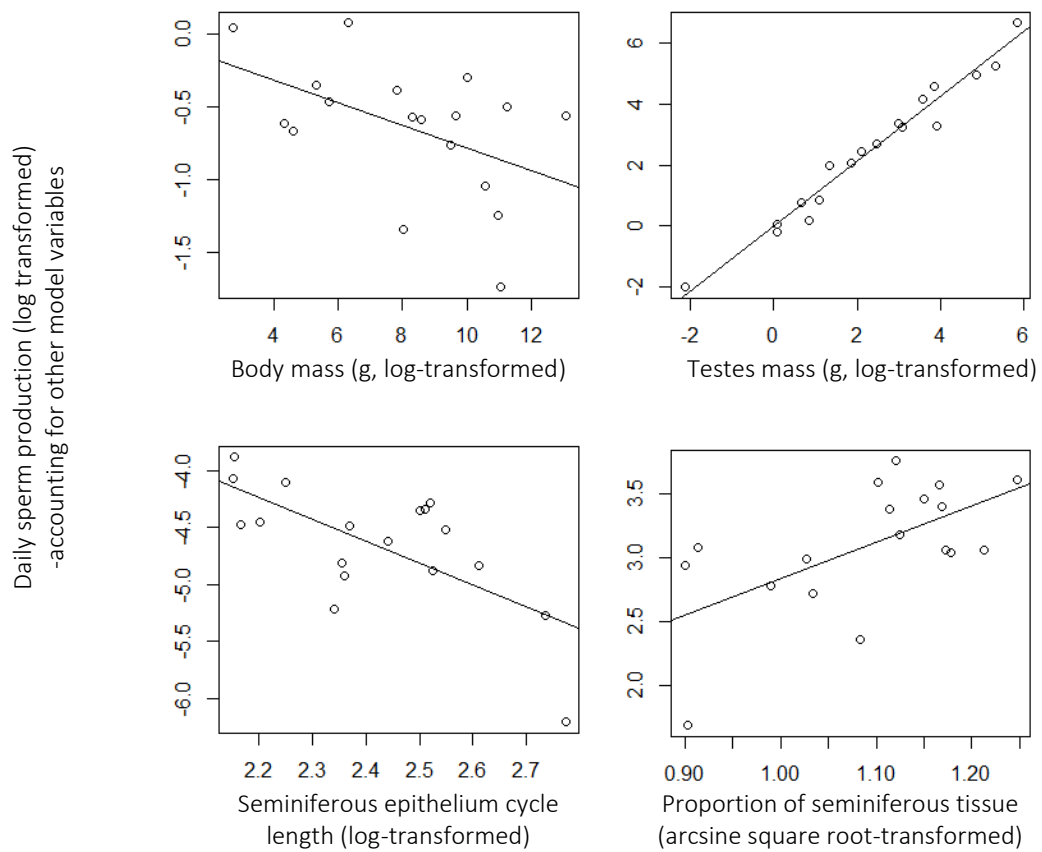 Daily sperm production (log transformed)
-accounting for other model variables
0.0
-0.5
-1.0
-1.5
4 6 8 10 12
Body mass (g, log-transformed)
6
4
2
0
-2
-2 0 2 4 6
Testes mass (g, log-transformed)
-4.0
-4.5
-5.0
-5.5
-6.0
2.2 2.3 2.4 2.5 2.6 2.7
Seminiferous epithelium cycle
length (log-transformed)
3.5
3.0
2.5
2.0
0.90 1.00 1.10 1.20
Proportion of seminiferous tissue
(arcsine square root-transformed)